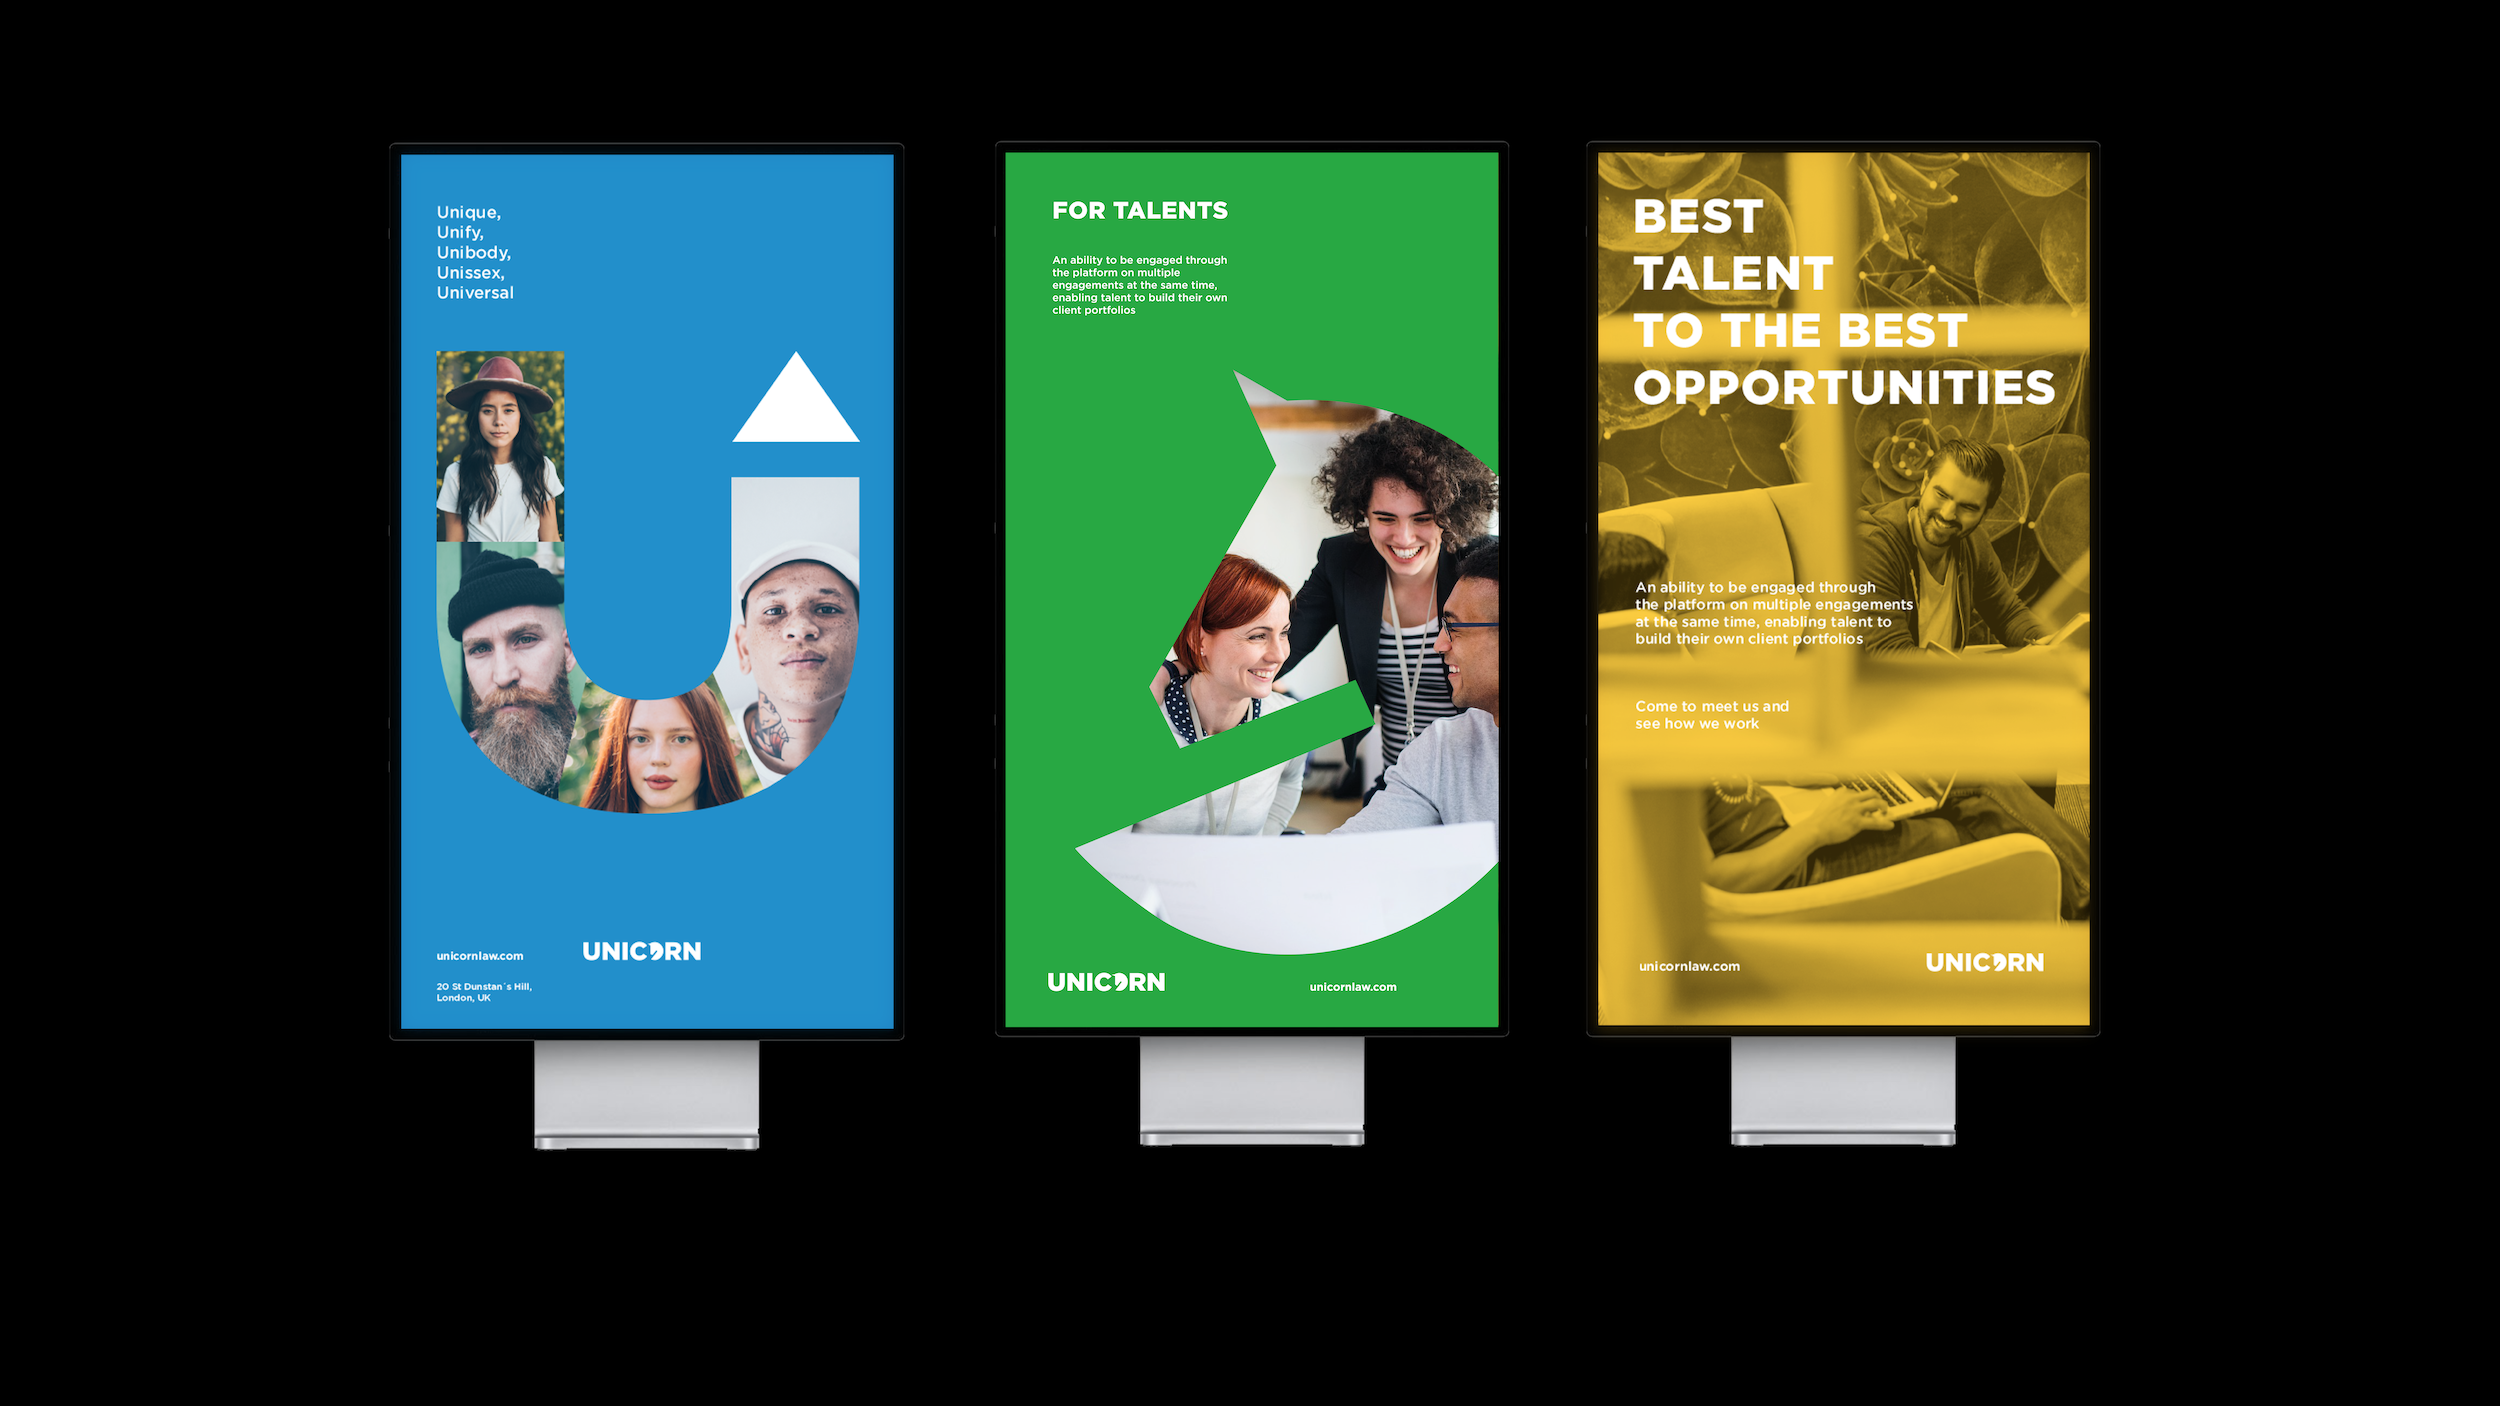 Unique,
Unify,
Unibody,
Unissex,
Universal
unicornlaw.com
UNICORN
20 St Dunstan´s Hill,
London, UK
FOR TALENTS
An ability to be engaged through
the platform on multiple
engagements at the same time,
enabling talent to build their own
client portfolios
UNICORN
unicornlaw.com
BEST
TALENT
TO THE BEST
OPPORTUNITIES
An ability to be engaged through
the platform on multiple engagements
at the same time, enabling talent to
build their own client portfolios
Come to meet us and
see how we work
unicornlaw.com
UNICORN